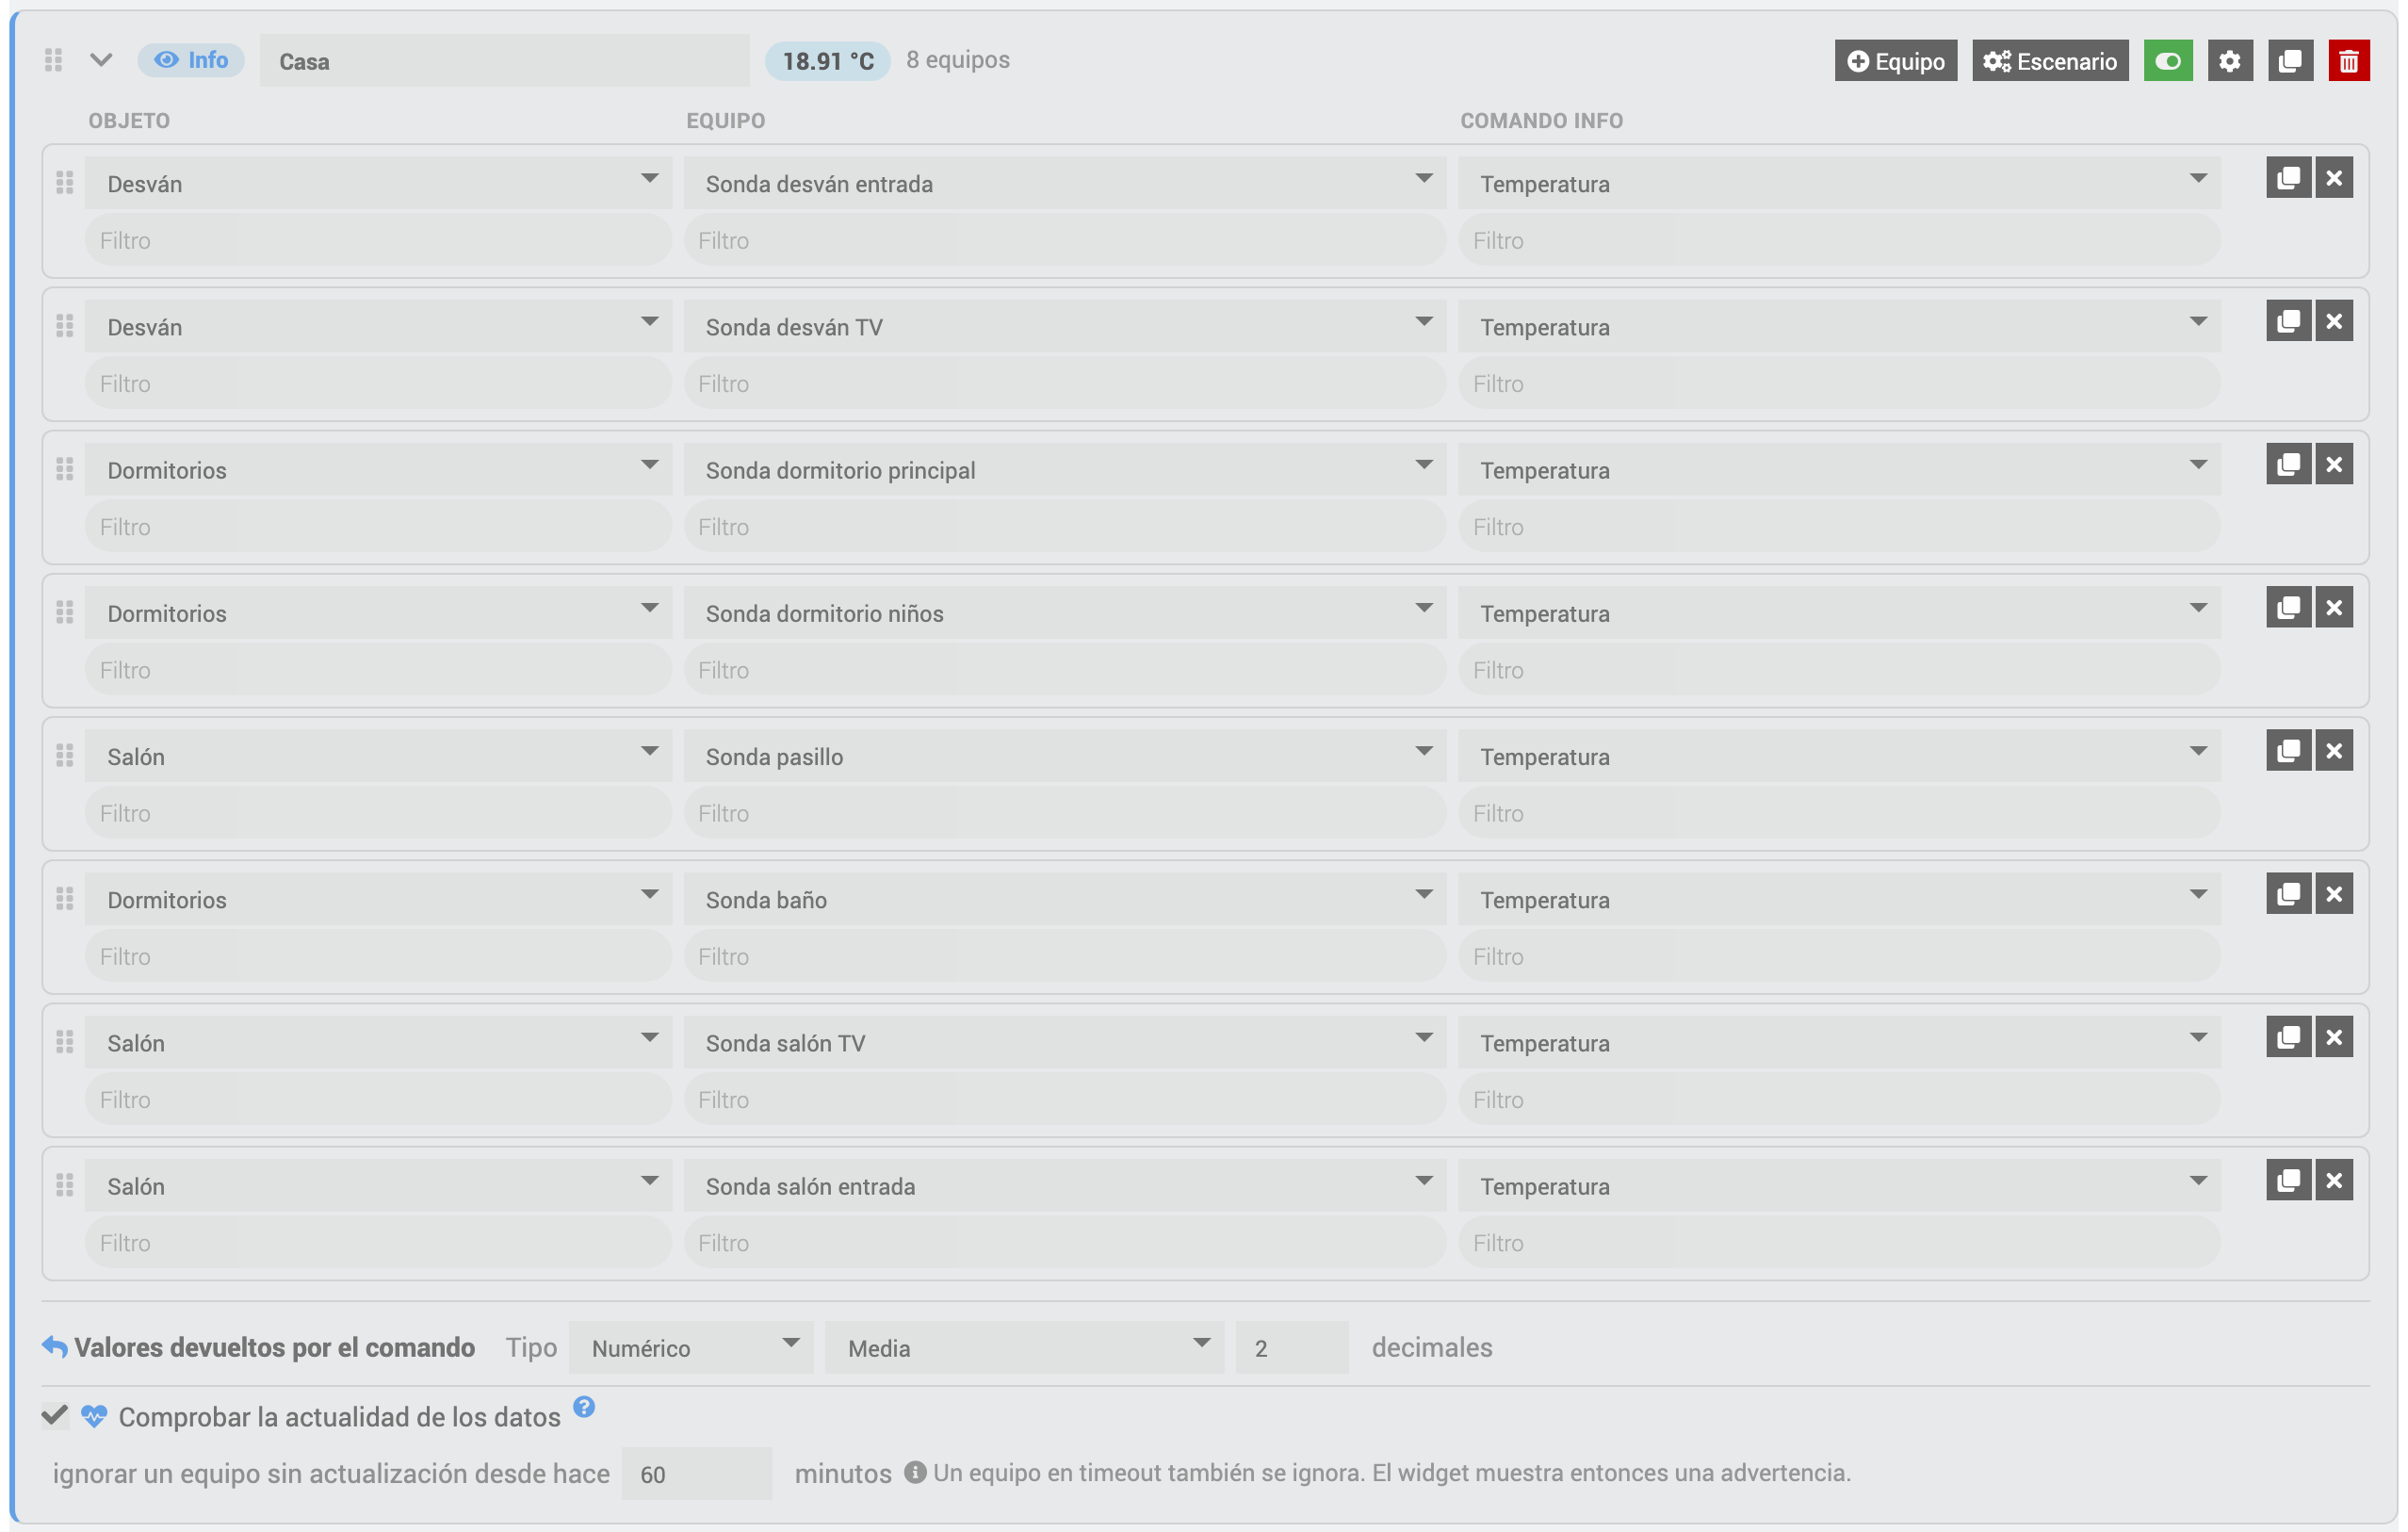 Info Casa 18.91 °C 8 equipos Equipo Escenario
OBJETO EQUIPO COMANDO INFO
Desván Sonda desván entrada Temperatura
Filtro Filtro Filtro
Desván Sonda desván TV Temperatura
Filtro Filtro Filtro
Dormitorios Sonda dormitorio principal Temperatura
Filtro Filtro Filtro
Dormitorios Sonda dormitorio niños Temperatura
Filtro Filtro Filtro
Salón Sonda pasillo Temperatura
Filtro Filtro Filtro
Dormitorios Sonda baño Temperatura
Filtro Filtro Filtro
Salón Sonda salón TV Temperatura
Filtro Filtro Filtro
Salón Sonda salón entrada Temperatura
Filtro Filtro Filtro
Valores devueltos por el comando Tipo Numérico Media 2 decimales
Comprobar la actualidad de los datos ?
ignorar un equipo sin actualización desde hace 60 minutos Un equipo en timeout también se ignora. El widget muestra entonces una advertencia.